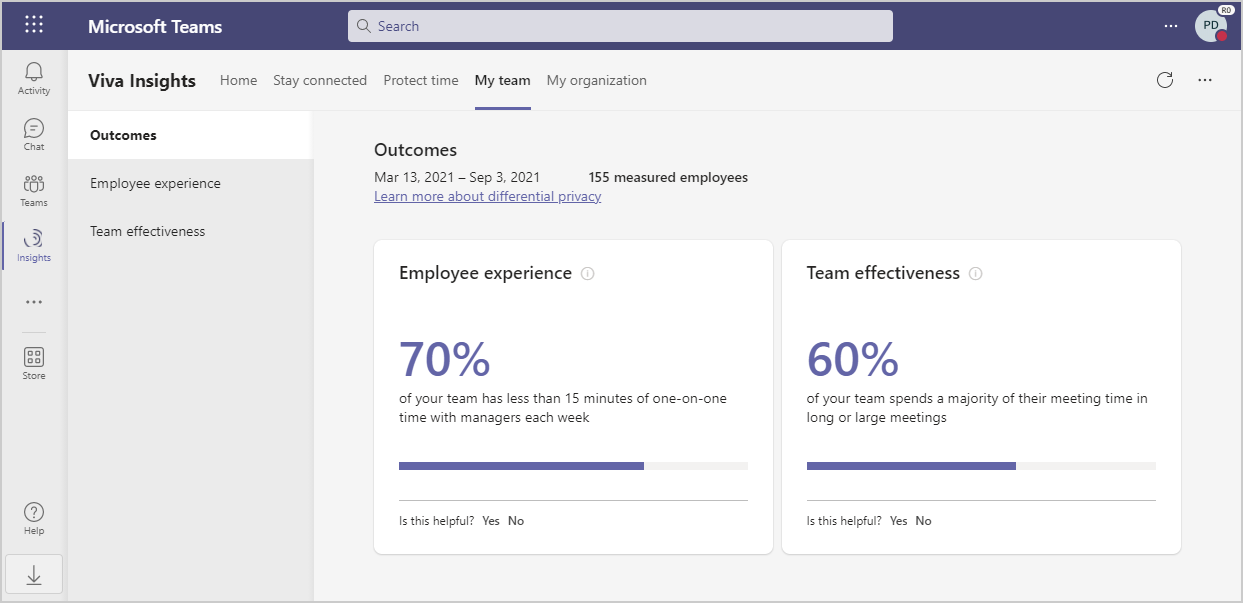 Microsoft Teams
Search
PD
R0
Activity
Chat
Teams
Insights
Store
Help
Viva Insights Home Stay connected Protect time My team My organization
Outcomes
Employee experience
Team effectiveness
Outcomes
Mar 13, 2021 – Sep 3, 2021 155 measured employees
Learn more about differential privacy
Employee experience
70%
of your team has less than 15 minutes of one-on-one
time with managers each week
Is this helpful? Yes No
Team effectiveness
60%
of your team spends a majority of their meeting time in
long or large meetings
Is this helpful? Yes No